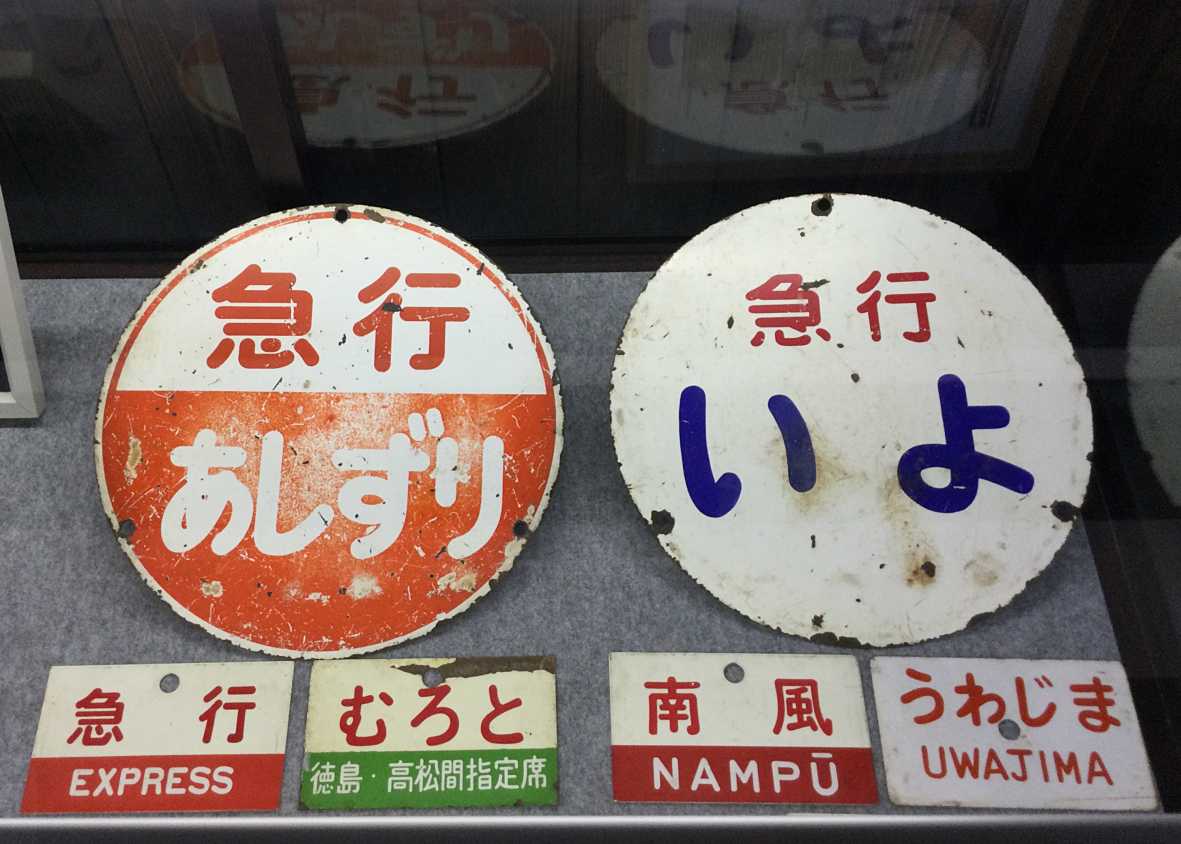 急行
あしずり
急行
いよ
急行
EXPRESS
むろと
徳島・高松間指定席
南風
NAMPŪ
うわじま
UWAJIMA